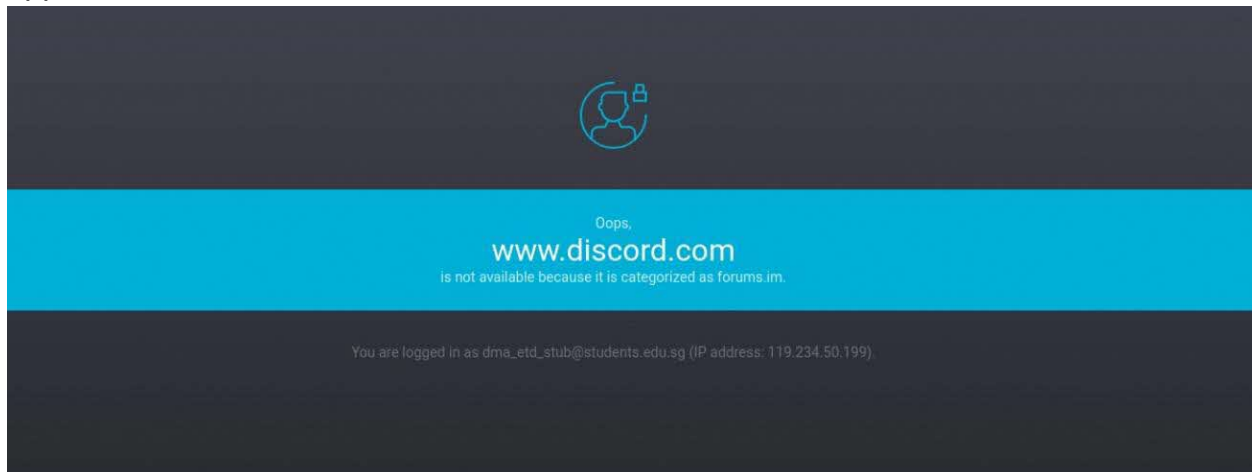 Oops,
www.discord.com
is not available because it is categorized as forums.im.
You are logged in as dma_etd_stub@students.edu.sg (IP address: 119.234.50.199).